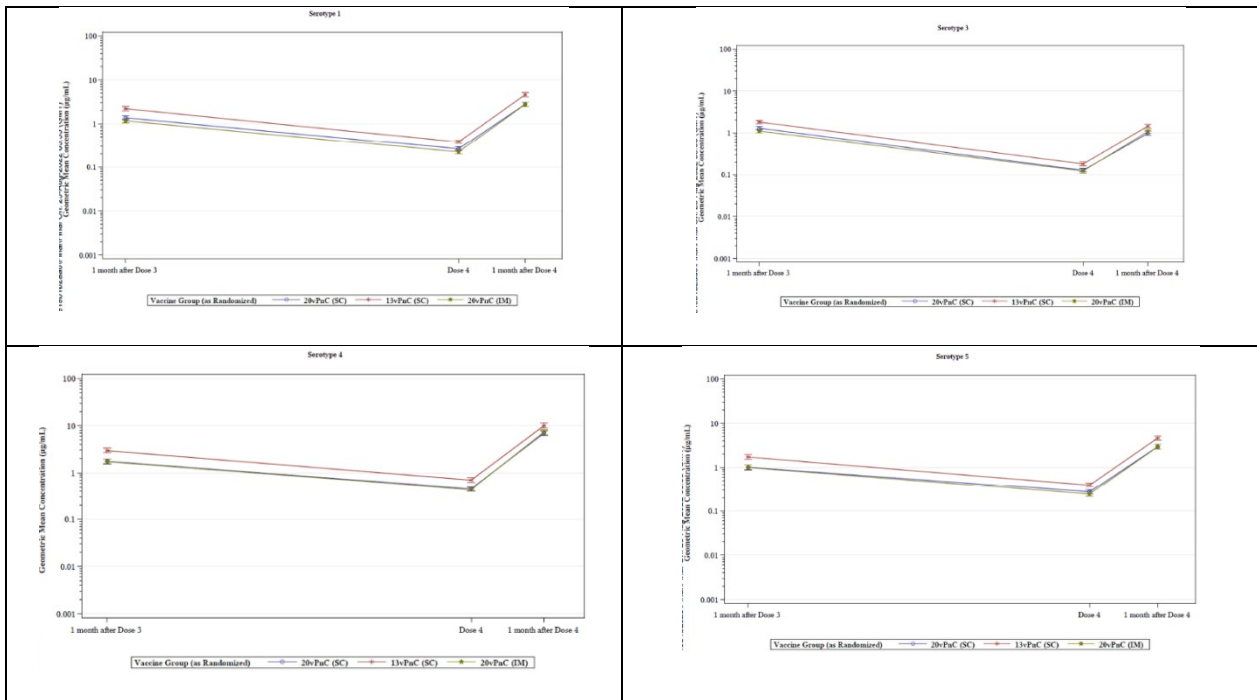 Serotype 1
100
10
1
0.1
0.01
0.001
Geometric Mean Concentration (µg/mL)
1 month after Dose 3 Dose 4 1 month after Dose 4
Vaccine Group (as Randomized) 20vPnC (SC) 13vPnC (SC) 20vPnC (IM)
Serotype 3
100
10
1
0.1
0.01
0.001
Geometric Mean Concentration (µg/mL)
1 month after Dose 3 Dose 4 1 month after Dose 4
Vaccine Group (as Randomized) 20vPnC (SC) 13vPnC (SC) 20vPnC (IM)
Serotype 4
100
10
1
0.1
0.01
0.001
Geometric Mean Concentration (µg/mL)
1 month after Dose 3 Dose 4 1 month after Dose 4
Vaccine Group (as Randomized) 20vPnC (SC) 13vPnC (SC) 20vPnC (IM)
Serotype 5
100
10
1
0.1
0.01
0.001
Geometric Mean Concentration (µg/mL)
1 month after Dose 3 Dose 4 1 month after Dose 4
Vaccine Group (as Randomized) 20vPnC (SC) 13vPnC (SC) 20vPnC (IM)